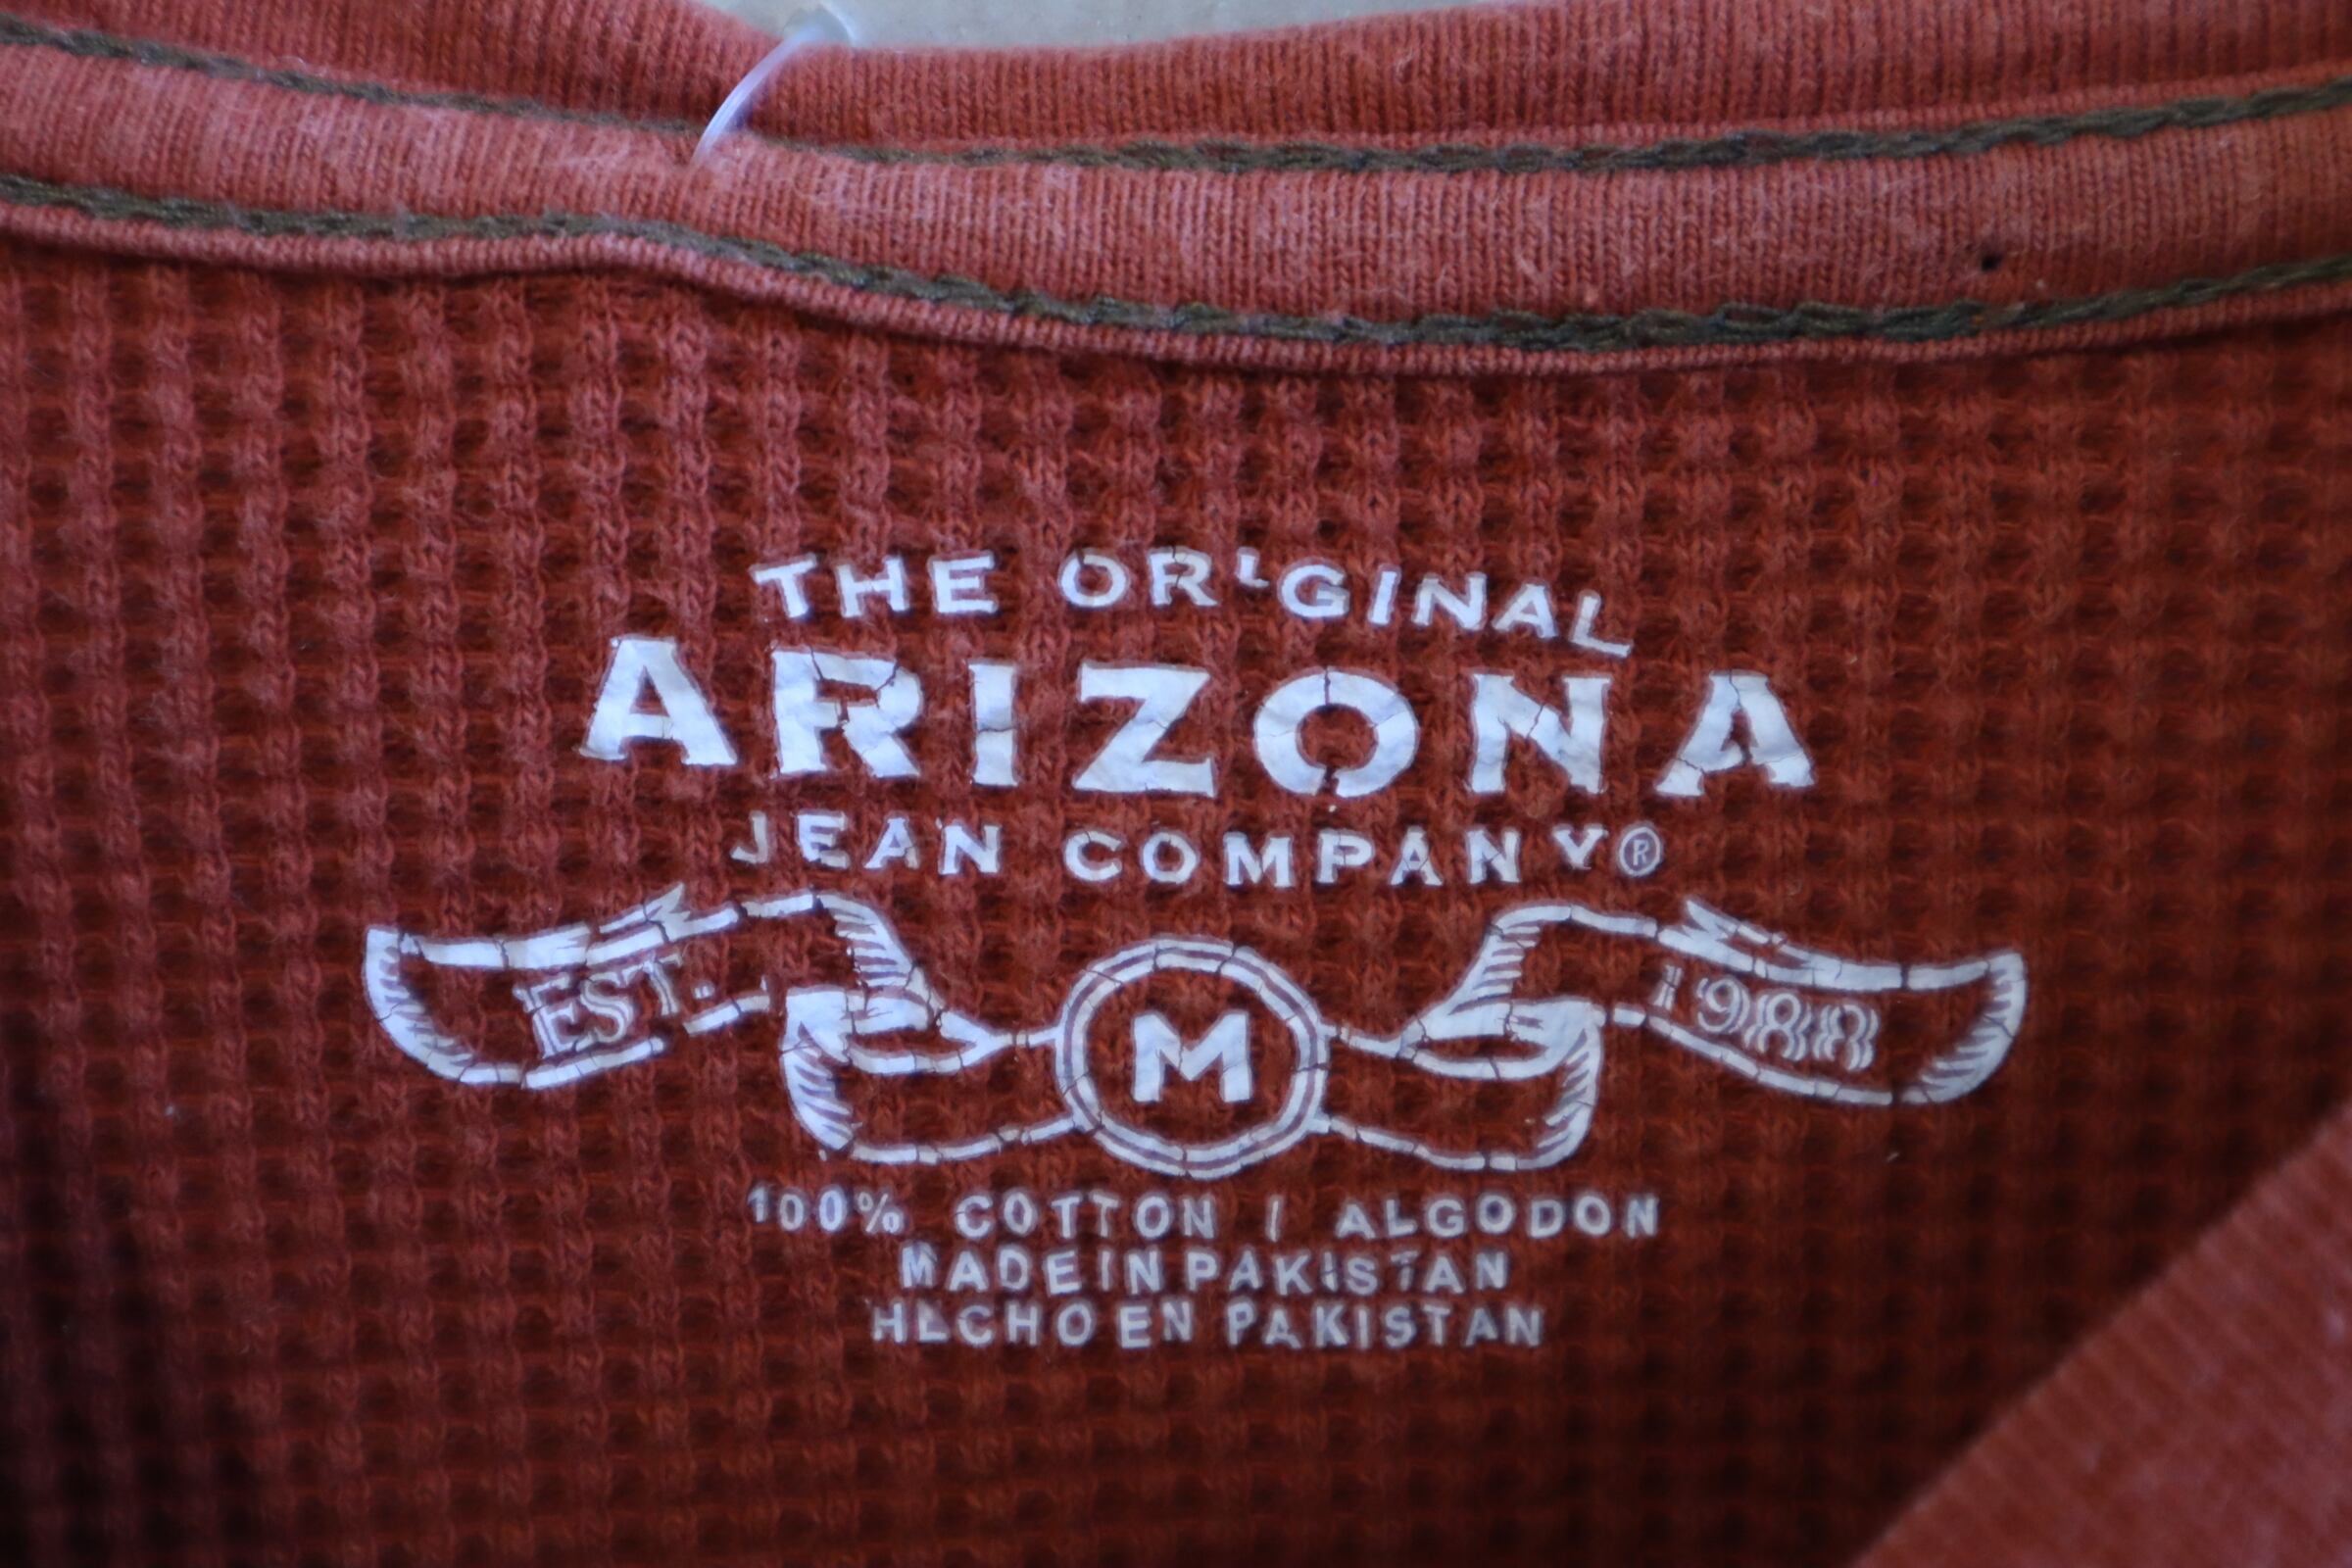 THE ORIGINAL
ARIZONA
JEAN COMPANY®
EST. M 1988
100% COTTON / ALGODON
MADE IN PAKISTAN
HECHO EN PAKISTAN